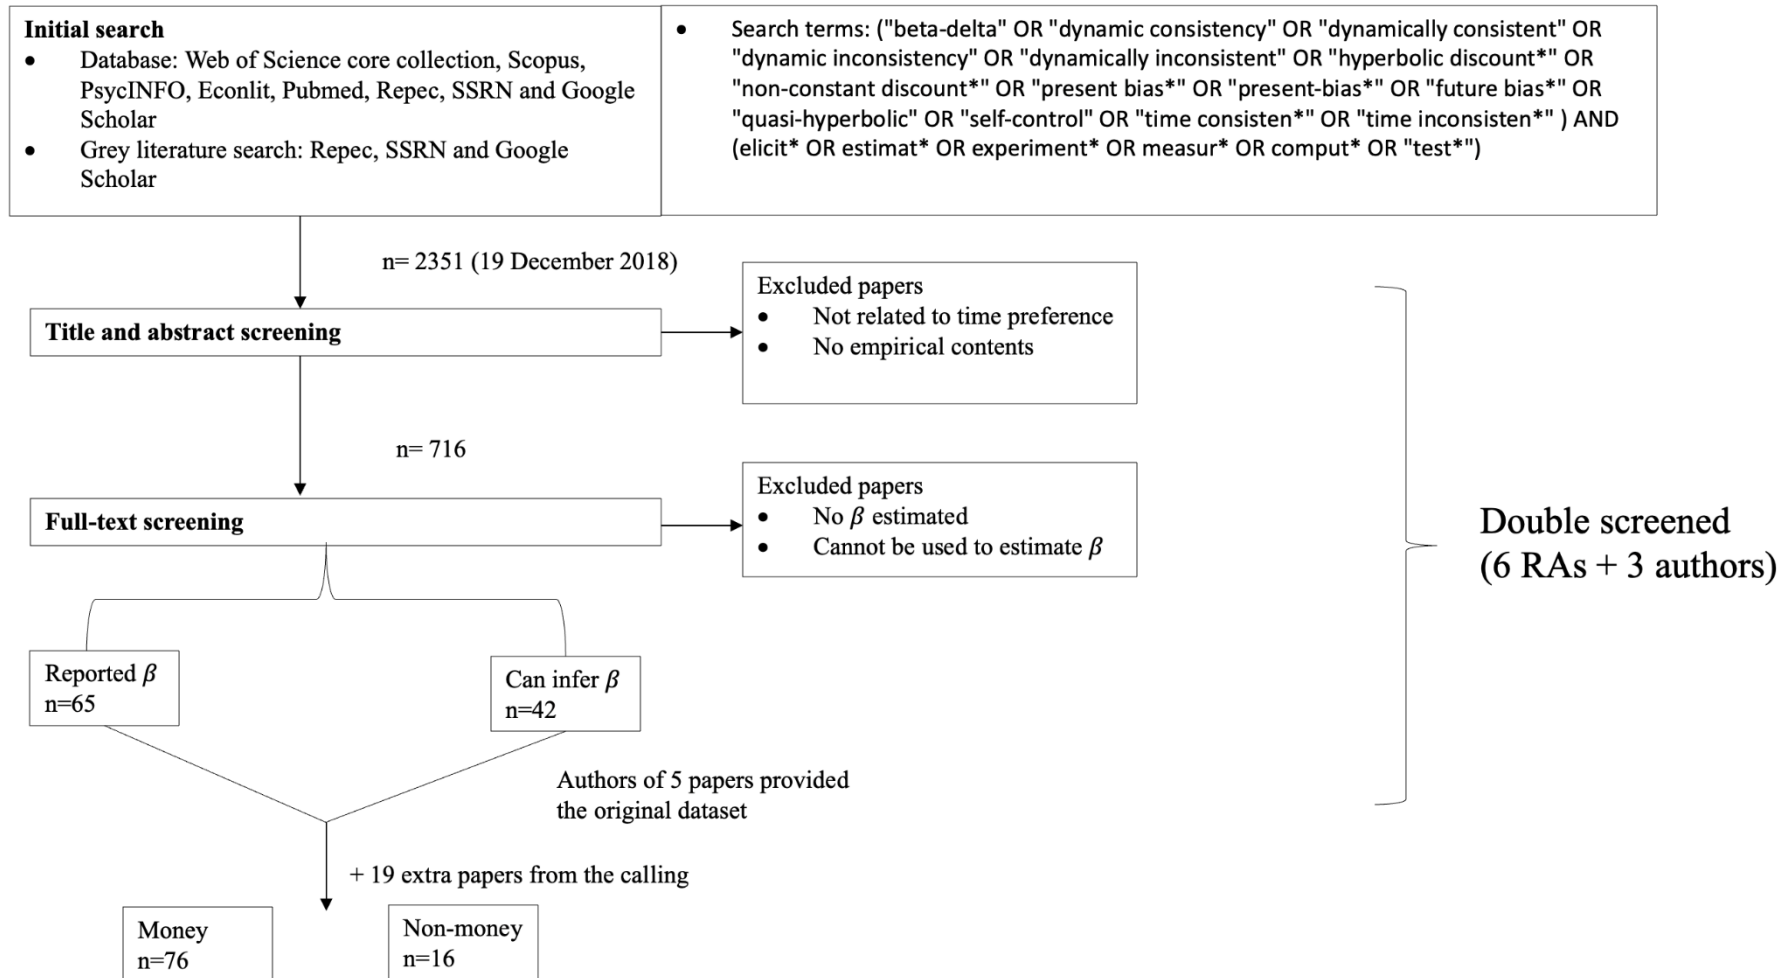 Initial search
• Database: Web of Science core collection, Scopus,
PsycINFO, Econlit, Pubmed, Repec, SSRN and Google
Scholar
• Grey literature search: Repec, SSRN and Google
Scholar
• Search terms: ("beta-delta" OR "dynamic consistency" OR "dynamically consistent" OR
"dynamic inconsistency" OR "dynamically inconsistent" OR "hyperbolic discount*" OR
"non-constant discount*" OR "present bias*" OR "present-bias*" OR "future bias*" OR
"quasi-hyperbolic" OR "self-control" OR "time consisten*" OR "time inconsisten*" ) AND
(elicit* OR estimat* OR experiment* OR measur* OR comput* OR "test*")
n= 2351 (19 December 2018)
Title and abstract screening
Excluded papers
• Not related to time preference
• No empirical contents
n= 716
Full-text screening
Excluded papers
• No β estimated
• Cannot be used to estimate β
Double screened
(6 RAs + 3 authors)
Reported β
n=65
Can infer β
n=42
Authors of 5 papers provided
the original dataset
+ 19 extra papers from the calling
Money
n=76
Non-money
n=16